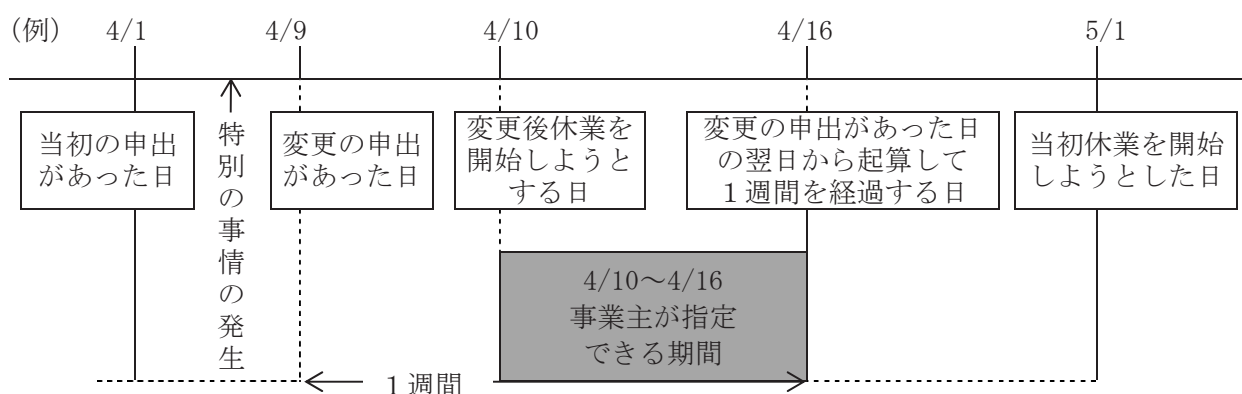 (例)
4/1
4/9
4/10
4/16
5/1
当初の申出
があった日
特別の事情の発生
変更の申出
があった日
変更後休業を
開始しようと
する日
変更の申出があった日
の翌日から起算して
１週間を経過する日
当初休業を開始
しようとした日
4/10～4/16
事業主が指定
できる期間
１週間